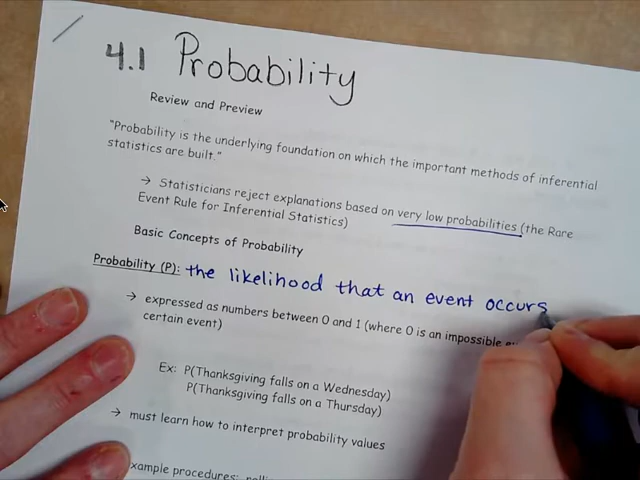 4.1 Probability
Review and Preview
"Probability is the underlying foundation on which the important methods of inferential
statistics are built."
→ Statisticians reject explanations based on very low probabilities (the Rare
Event Rule for Inferential Statistics)
Basic Concepts of Probability
Probability (P): the likelihood that an event occurs
→ expressed as numbers between 0 and 1 (where 0 is an impossible
certain event)
Ex: P(Thanksgiving falls on a Wednesday)
P(Thanksgiving falls on a Thursday)
→ must learn how to interpret probability values
xample procedures: